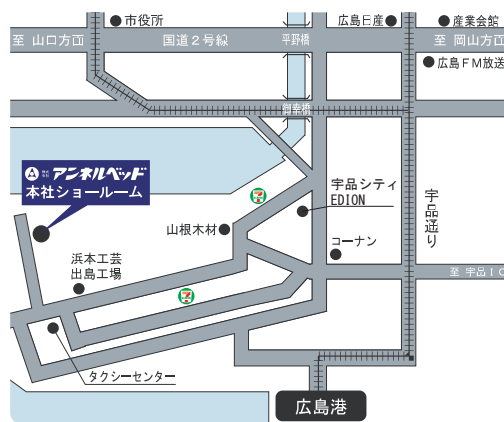 市役所
広島日産
産業会館
至 山口方面
国道2号線
平野橋
至 岡山方面
広島FM放送
御幸橋
アンネルベッド
本社ショールーム
宇品シティ
EDION
宇品通り
山根木材
コーナン
浜本工芸
出島工場
至 宇品IC
タクシーセンター
広島港